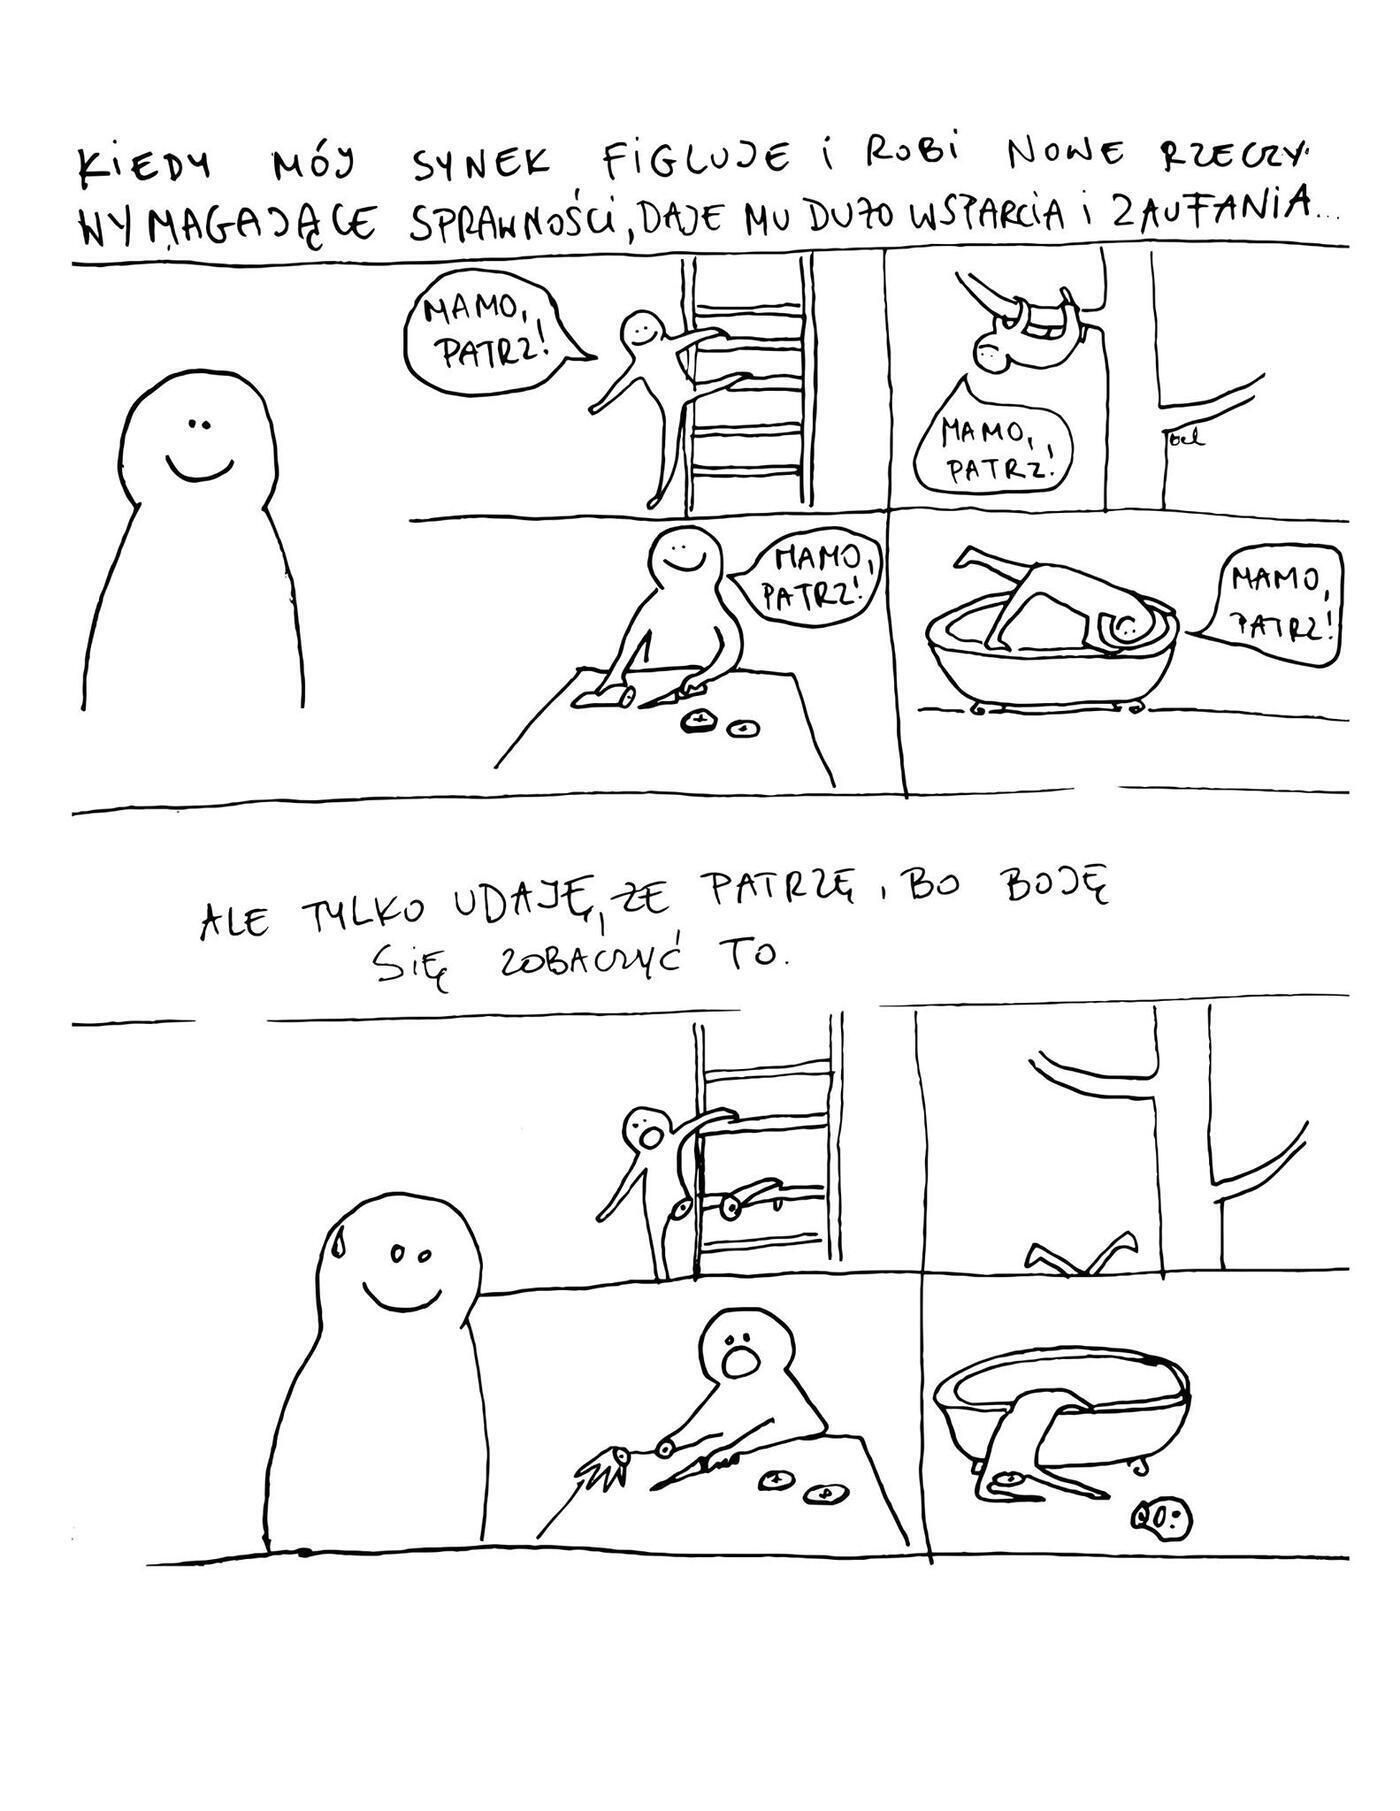 KIEDY MÓJ SYNEK FIGLUJE i ROBi NOWE RZECZY
WYMAGAJĄCE SPRAWNOŚCi, DAJE MU DUŻO WSPARCIA i ZAUFANIA...
MAMO,
PATRZ!
MAMO,
PATRZ!
MAMO,
PATRZ!
MAMO,
PATRZ!
ALE TYLKO UDAJĘ, ŻE PATRZĘ, BO BOJĘ
SIĘ ZOBACZYĆ TO.